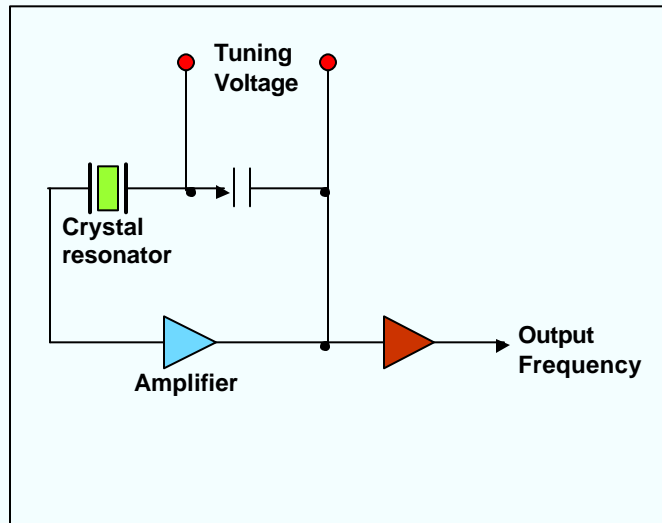 Tuning
Voltage
Crystal
resonator
Amplifier
Output
Frequency